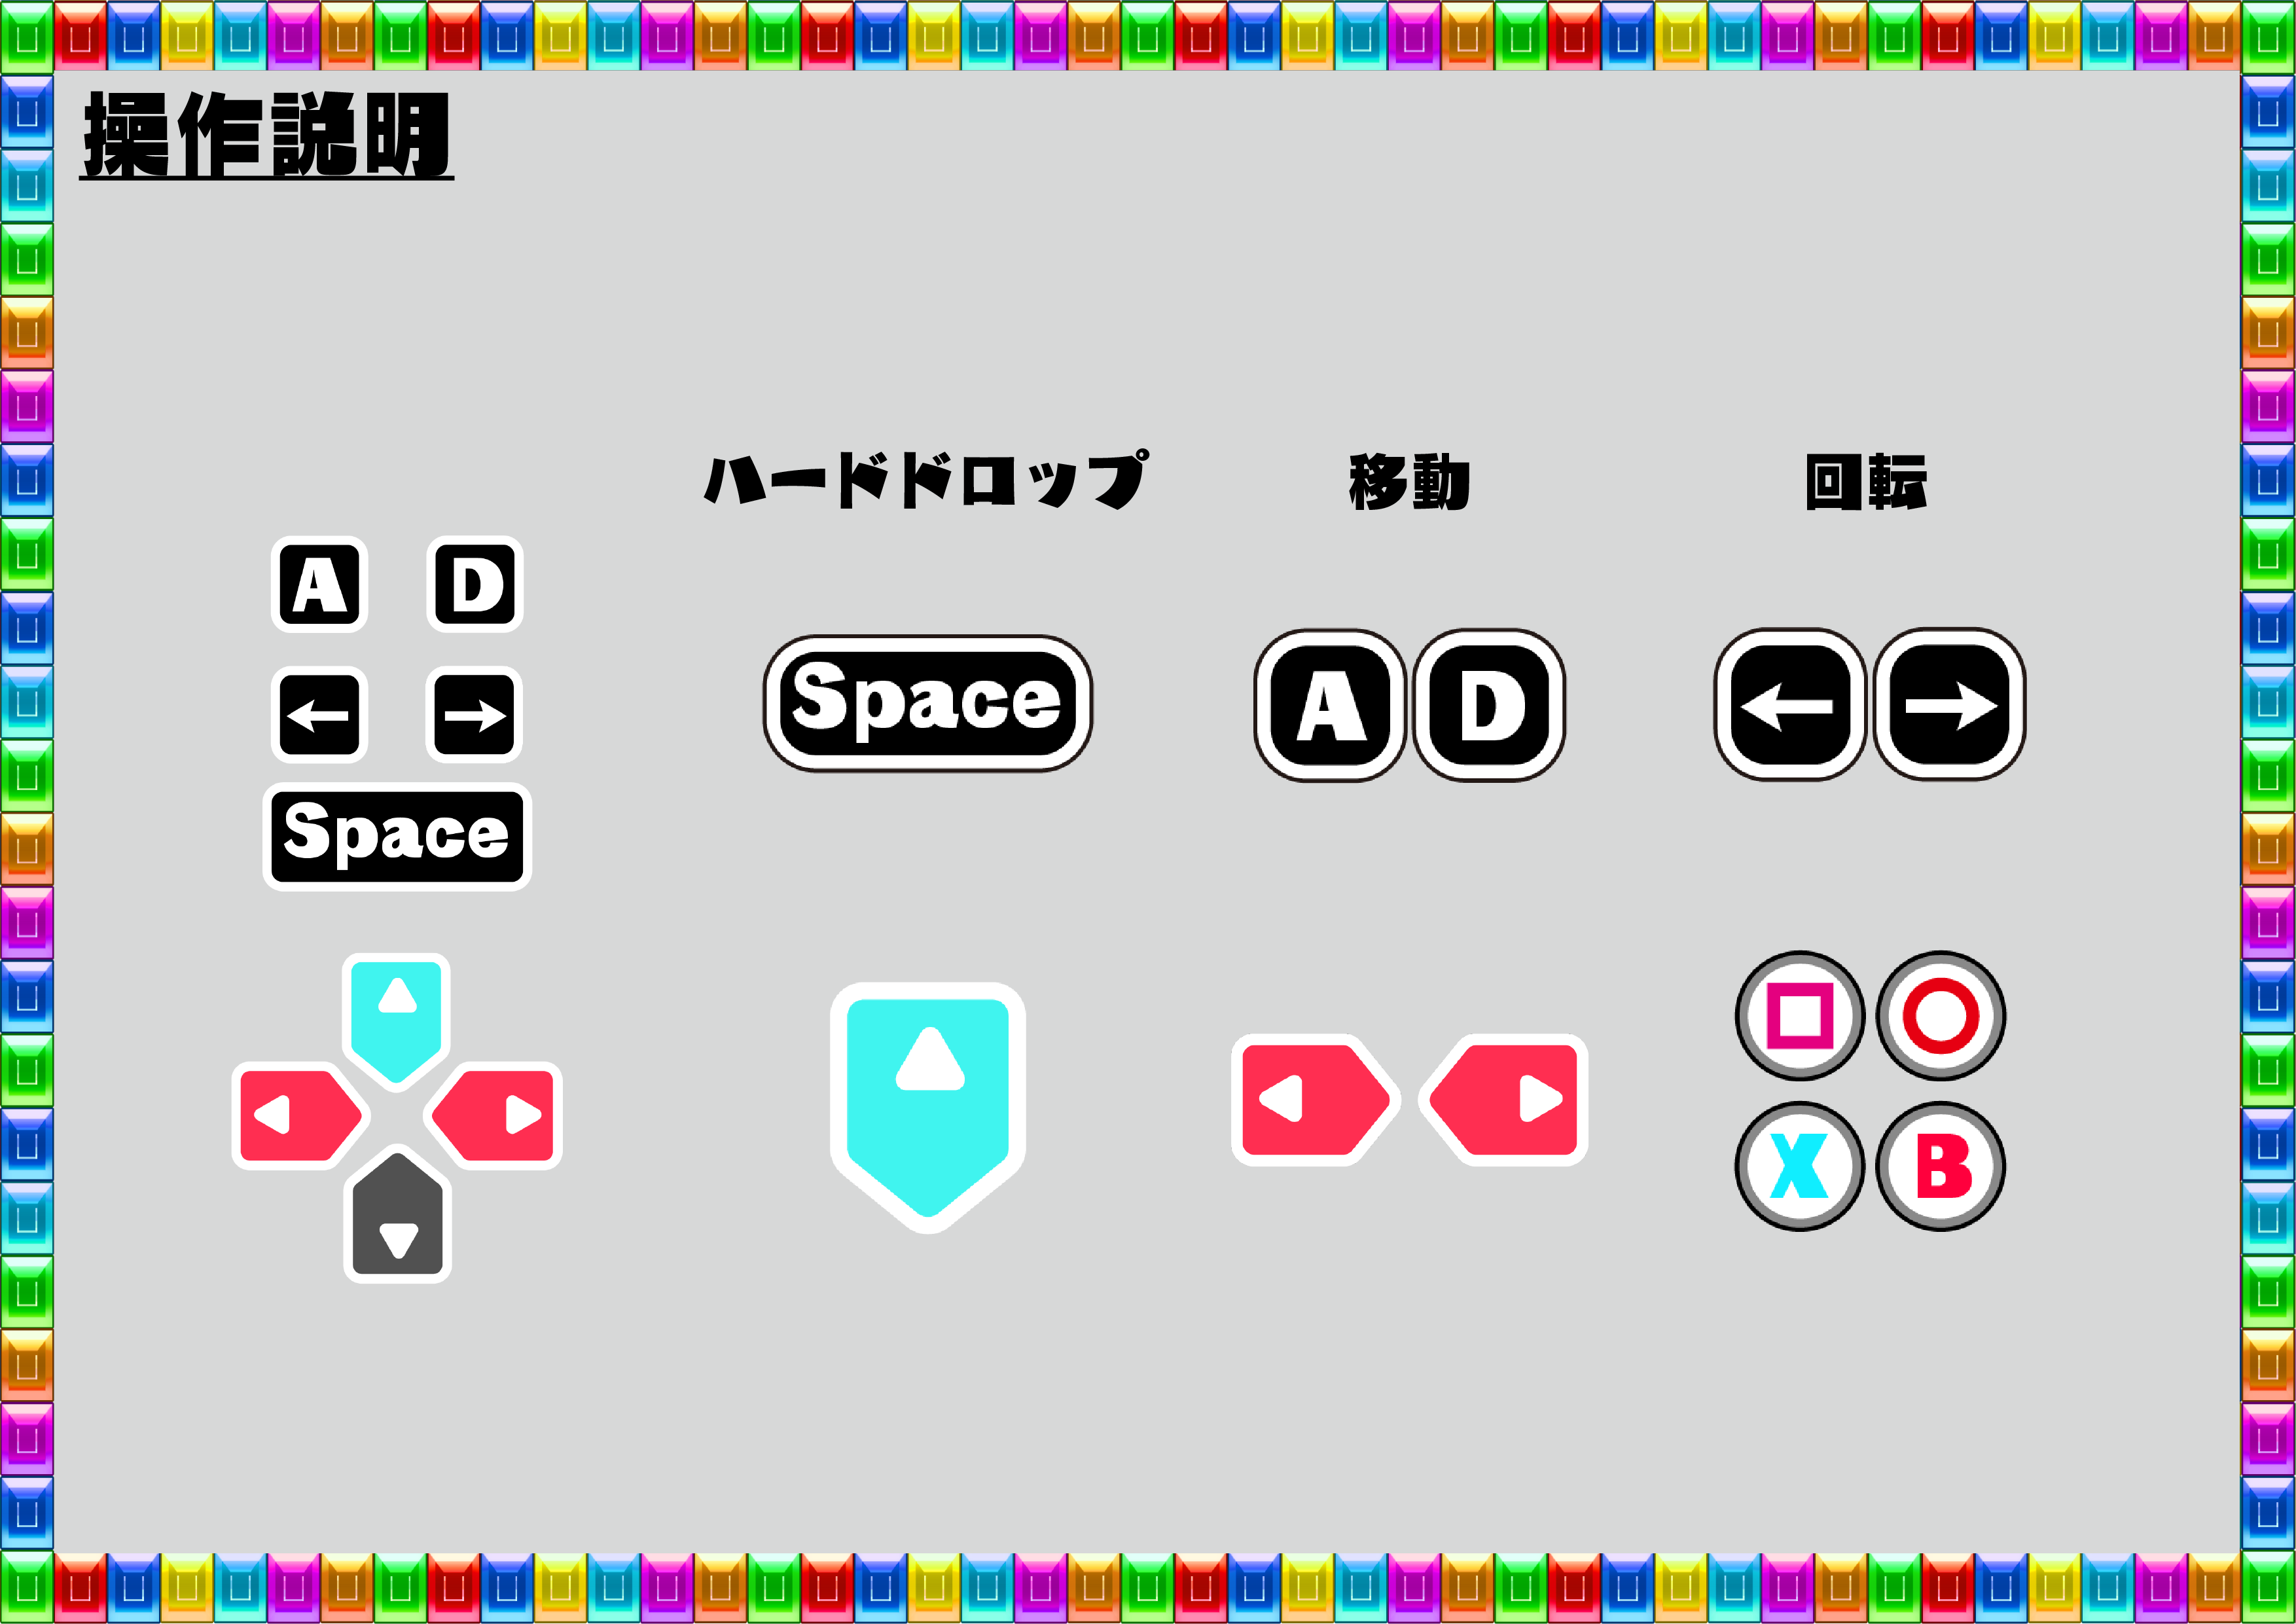 操作説明
ハードドロップ 移動 回転
A D
← →
Space
Space A D ← →
X B